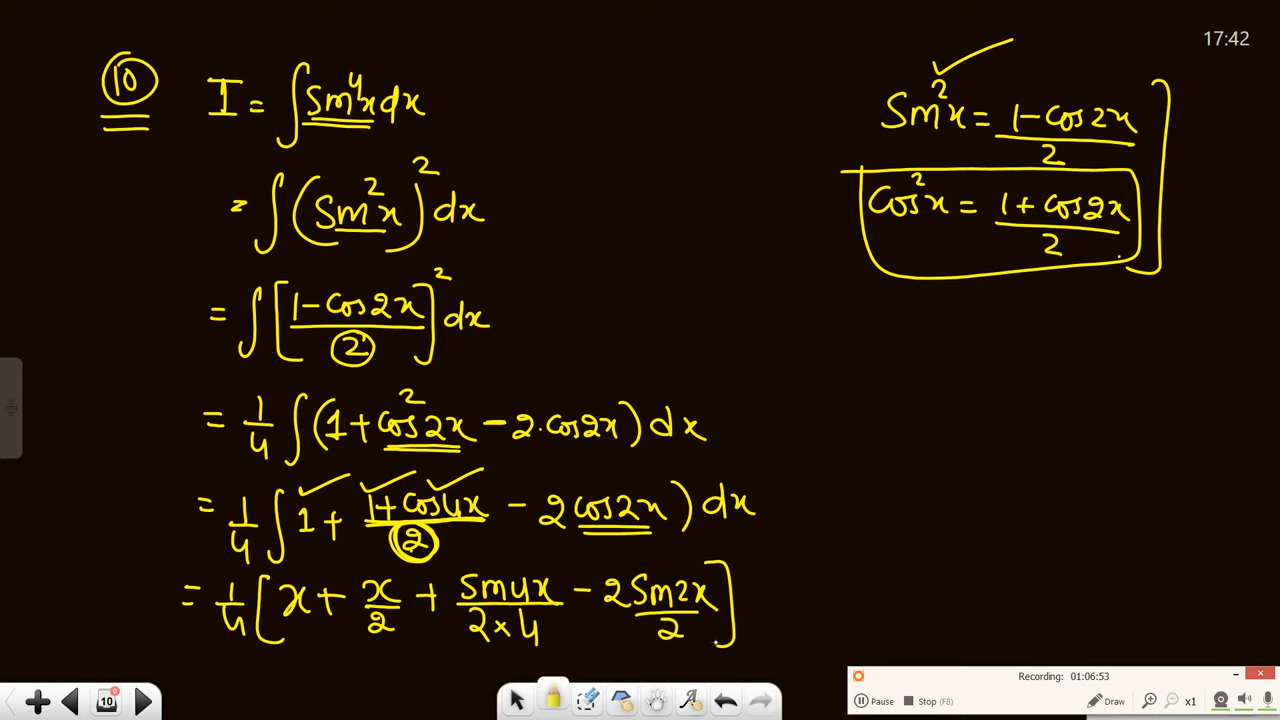 17:42
⑩ I = ∫ Sin⁴x dx
= ∫ (Sin²x)² dx
= ∫ [(1 - cos2x)/2]² dx
= 1/4 ∫ (1 + cos²2x - 2·cos2x) dx
= 1/4 ∫ 1 + (1 + cos4x)/2 - 2cos2x) dx
= 1/4 [x + x/2 + Sin4x/(2×4) - 2Sin2x/2]
Sin²x = (1 - cos2x)/2
Cos²x = (1 + cos2x)/2
10
0
Recording: 01:06:53
Pause Stop (F8) Draw x1